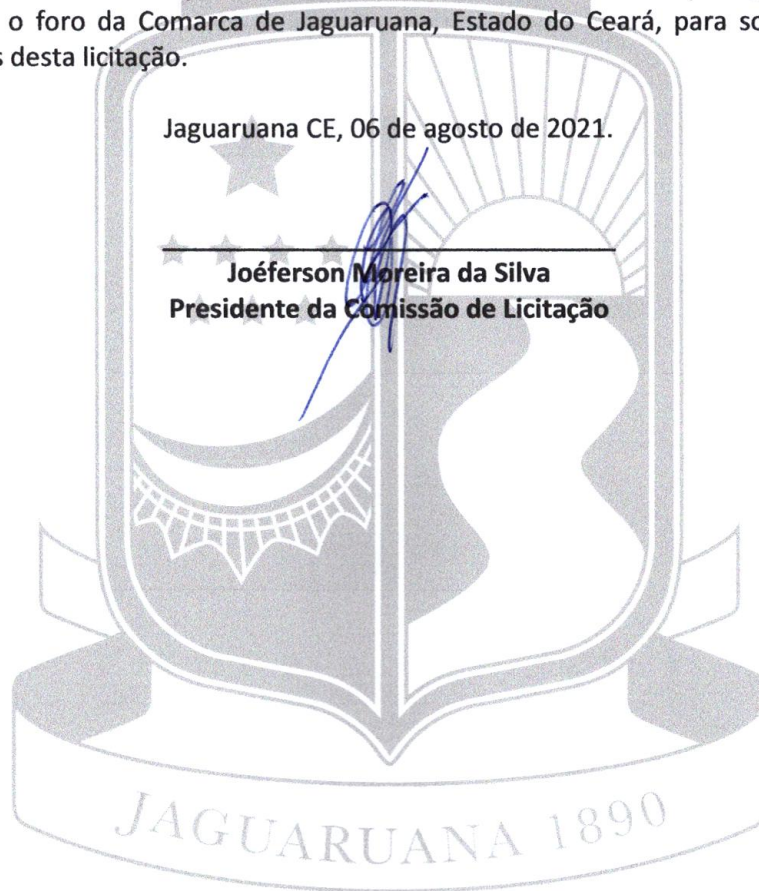 o foro da Comarca de Jaguaruana, Estado do Ceará, para so
s desta licitação.
Jaguaruana CE, 06 de agosto de 2021.
Joéferson Moreira da Silva
Presidente da Comissão de Licitação
JAGUARUANA 1890